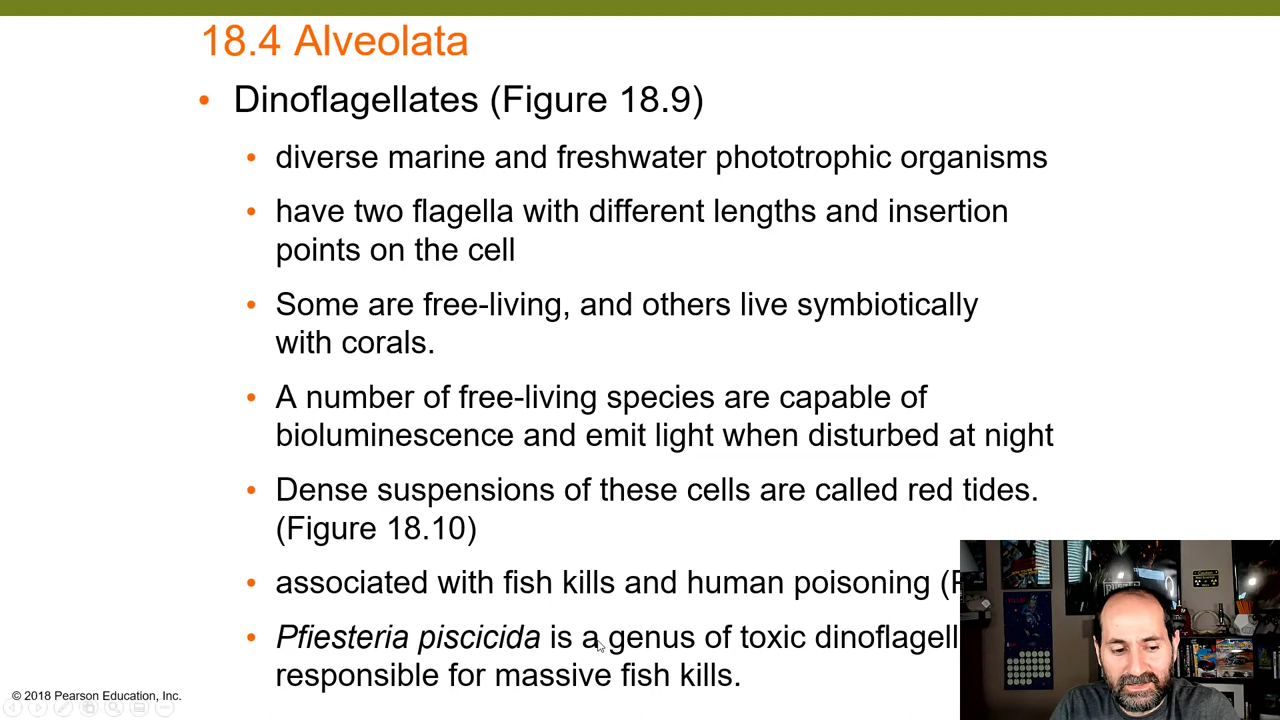 18.4 Alveolata
• Dinoflagellates (Figure 18.9)
• diverse marine and freshwater phototrophic organisms
• have two flagella with different lengths and insertion
points on the cell
• Some are free-living, and others live symbiotically
with corals.
• A number of free-living species are capable of
bioluminescence and emit light when disturbed at night
• Dense suspensions of these cells are called red tides.
(Figure 18.10)
• associated with fish kills and human poisoning (
• Pfiesteria piscicida is a genus of toxic dinoflagell
responsible for massive fish kills.
© 2018 Pearson Education, Inc.